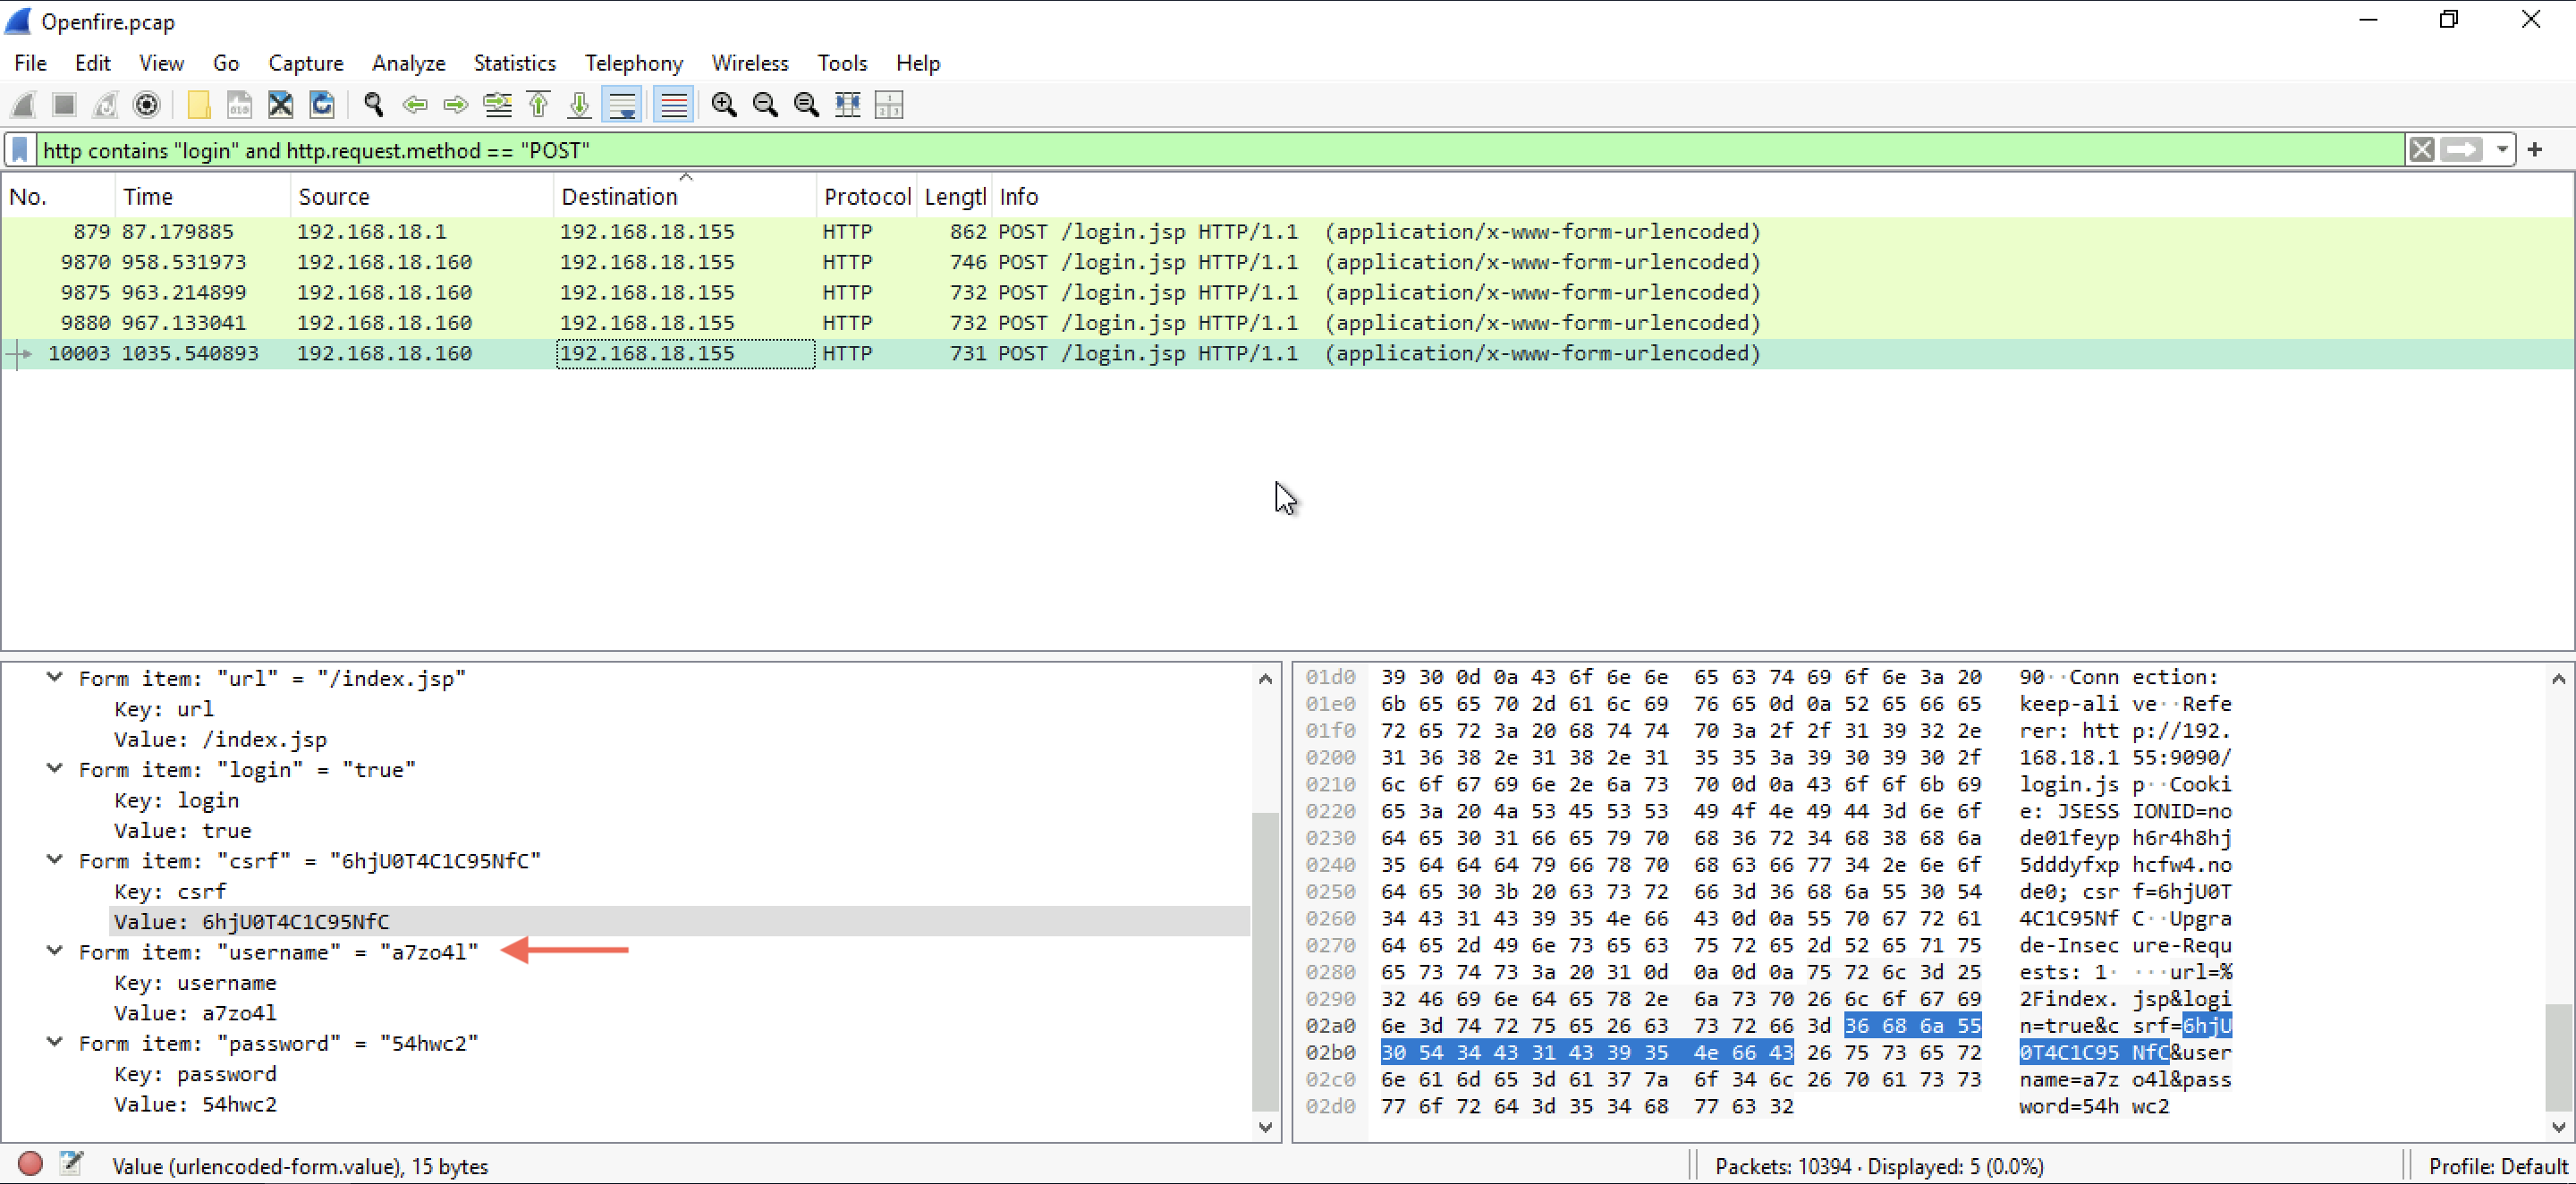 Openfire.pcap
File Edit View Go Capture Analyze Statistics Telephony Wireless Tools Help
http contains "login" and http.request.method == "POST"
No. Time Source Destination Protocol Lengtl Info
879 87.179885 192.168.18.1 192.168.18.155 HTTP 862 POST /login.jsp HTTP/1.1 (application/x-www-form-urlencoded)
9870 958.531973 192.168.18.160 192.168.18.155 HTTP 746 POST /login.jsp HTTP/1.1 (application/x-www-form-urlencoded)
9875 963.214899 192.168.18.160 192.168.18.155 HTTP 732 POST /login.jsp HTTP/1.1 (application/x-www-form-urlencoded)
9880 967.133041 192.168.18.160 192.168.18.155 HTTP 732 POST /login.jsp HTTP/1.1 (application/x-www-form-urlencoded)
10003 1035.540893 192.168.18.160 192.168.18.155 HTTP 731 POST /login.jsp HTTP/1.1 (application/x-www-form-urlencoded)
Form item: "url" = "/index.jsp"
Key: url
Value: /index.jsp
Form item: "login" = "true"
Key: login
Value: true
Form item: "csrf" = "6hjU0T4C1C95NfC"
Key: csrf
Value: 6hjU0T4C1C95NfC
Form item: "username" = "a7zo4l"
Key: username
Value: a7zo4l
Form item: "password" = "54hwc2"
Key: password
Value: 54hwc2
01d0 39 30 0d 0a 43 6f 6e 6e 65 63 74 69 6f 6e 3a 20 90··Conn ection:
01e0 6b 65 65 70 2d 61 6c 69 76 65 0d 0a 52 65 66 65 keep-ali ve··Refe
01f0 72 65 72 3a 20 68 74 74 70 3a 2f 2f 31 39 32 2e rer: htt p://192.
0200 31 36 38 2e 31 38 2e 31 35 35 3a 39 30 39 30 2f 168.18.1 55:9090/
0210 6c 6f 67 69 6e 2e 6a 73 70 0d 0a 43 6f 6f 6b 69 login.js p··Cooki
0220 65 3a 20 4a 53 45 53 53 49 4f 4e 49 44 3d 6e 6f e: JSESS IONID=no
0230 64 65 30 31 66 65 79 70 68 36 72 34 68 38 68 6a de01feyp h6r4h8hj
0240 35 64 64 64 79 66 78 70 68 63 66 77 34 2e 6e 6f 5dddyfxp hcfw4.no
0250 64 65 30 3b 20 63 73 72 66 3d 36 68 6a 55 30 54 de0; csr f=6hjU0T
0260 34 43 31 43 39 35 4e 66 43 0d 0a 55 70 67 72 61 4C1C95Nf C··Upgra
0270 64 65 2d 49 6e 73 65 63 75 72 65 2d 52 65 71 75 de-Insec ure-Requ
0280 65 73 74 73 3a 20 31 0d 0a 0d 0a 75 72 6c 3d 25 ests: 1· ···url=%
0290 32 46 69 6e 64 65 78 2e 6a 73 70 26 6c 6f 67 69 2Findex. jsp&logi
02a0 6e 3d 74 72 75 65 26 63 73 72 66 3d 36 68 6a 55 n=true&c srf=6hjU
02b0 30 54 34 43 31 43 39 35 4e 66 43 26 75 73 65 72 0T4C1C95 NfC&user
02c0 6e 61 6d 65 3d 61 37 7a 6f 34 6c 26 70 61 73 73 name=a7z o4l&pass
02d0 77 6f 72 64 3d 35 34 68 77 63 32 word=54h wc2
Value (urlencoded-form.value), 15 bytes Packets: 10394 · Displayed: 5 (0.0%) Profile: Default